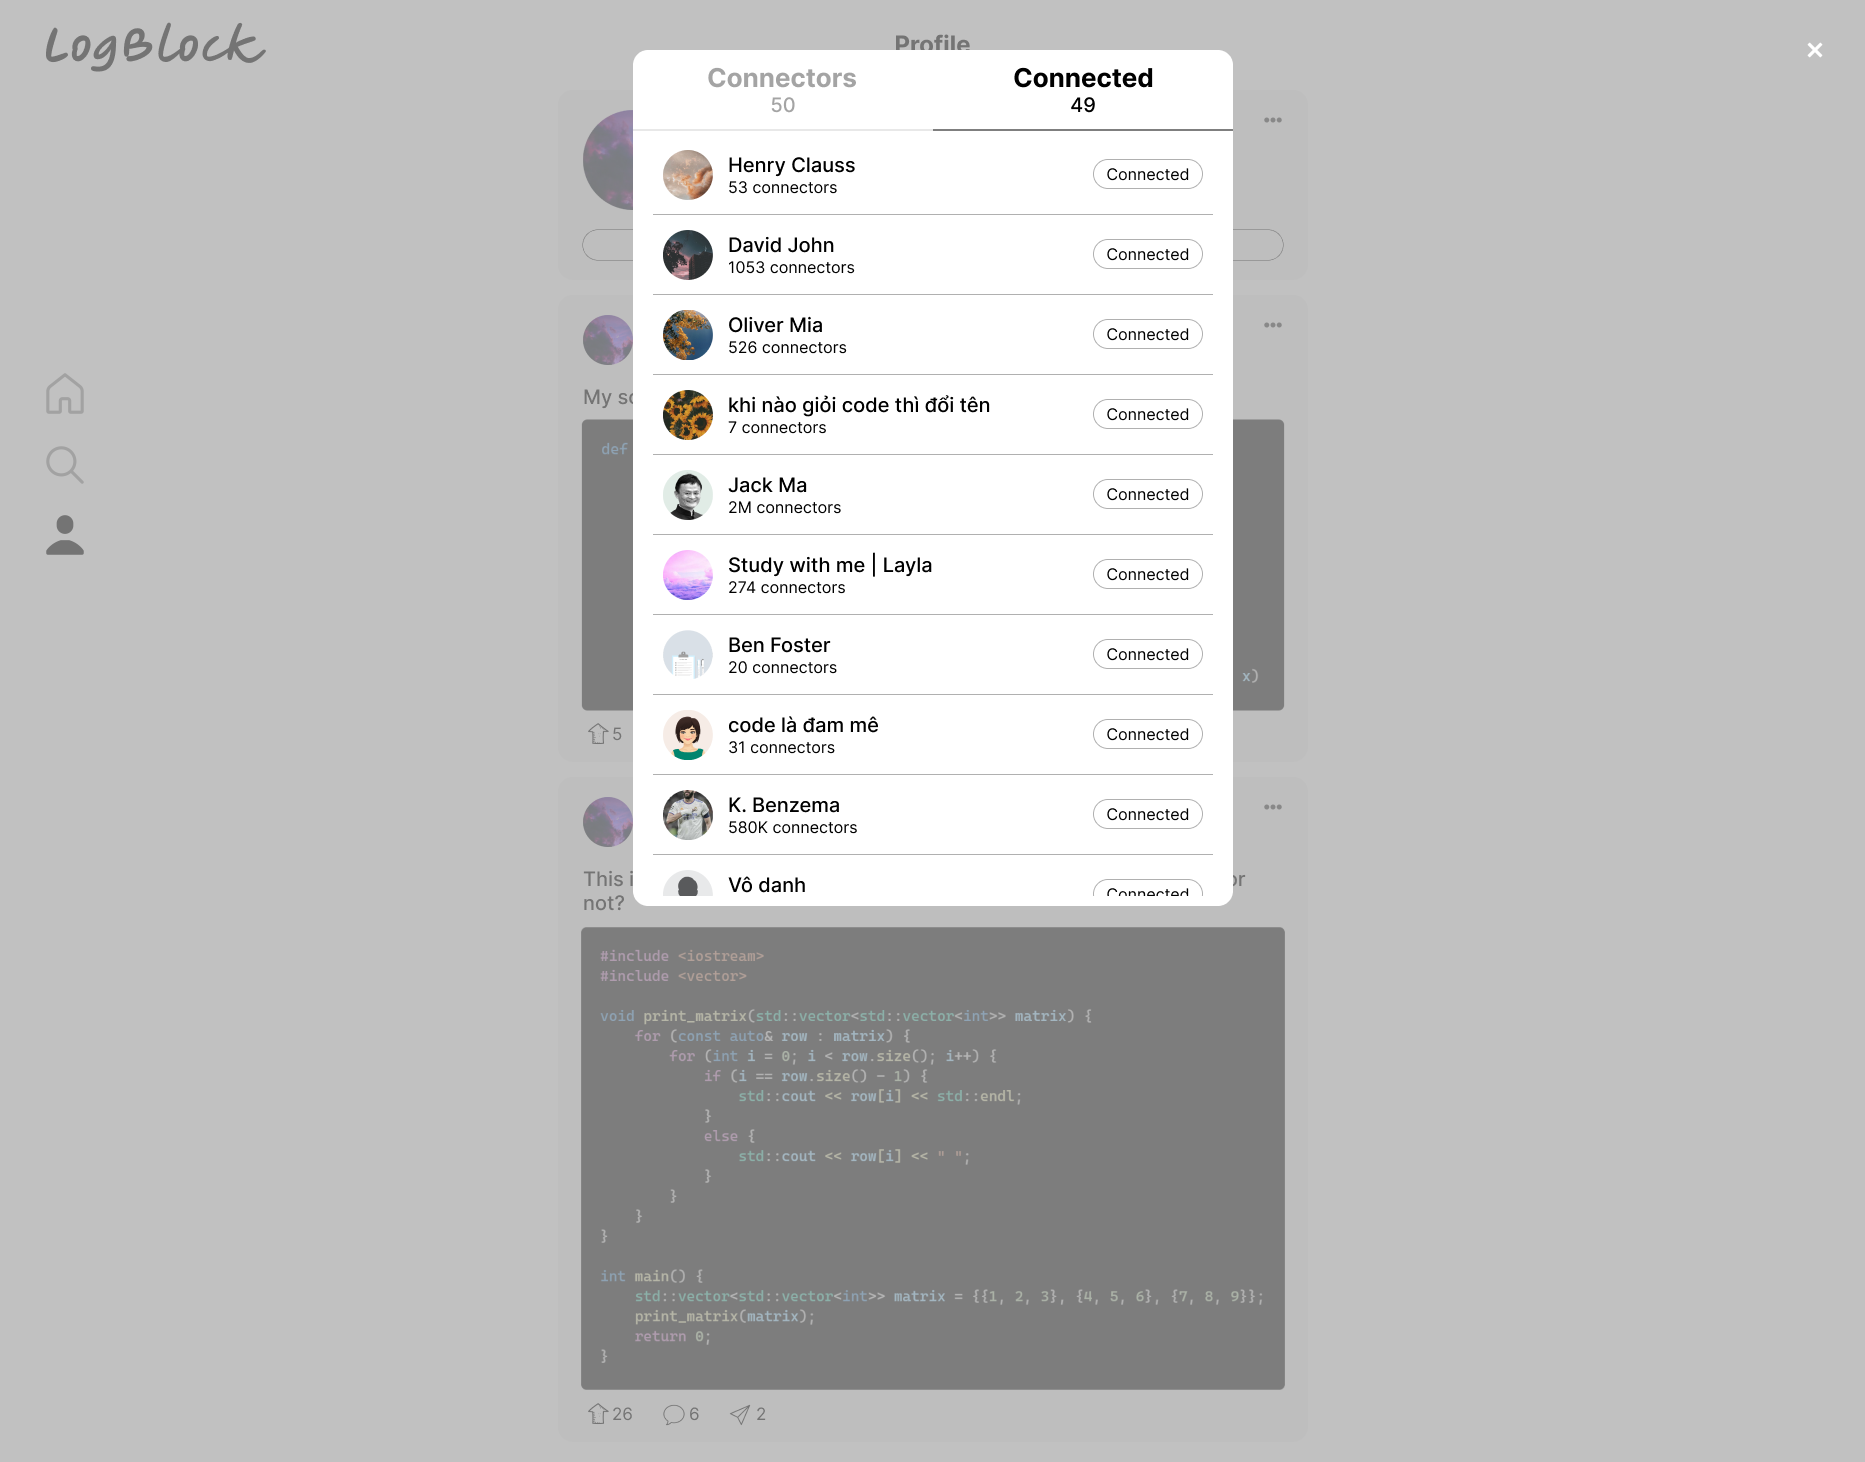 LogBlock
Profile
Connectors
50
Connected
49
Henry Clauss
53 connectors
Connected
David John
1053 connectors
Connected
Oliver Mia
526 connectors
Connected
khi nào giỏi code thì đổi tên
7 connectors
Connected
Jack Ma
2M connectors
Connected
Study with me | Layla
274 connectors
Connected
Ben Foster
20 connectors
Connected
code là đam mê
31 connectors
Connected
K. Benzema
580K connectors
Connected
Vô danh
Connected
My
def
x)
5
This
or
not?
#include <iostream>
#include <vector>
void print_matrix(std::vector<std::vector<int>> matrix) {
for (const auto& row : matrix) {
for (int i = 0; i < row.size(); i++) {
if (i == row.size() - 1) {
std::cout << row[i] << std::endl;
}
else {
std::cout << row[i] << " ";
}
}
}
}
int main() {
std::vector<std::vector<int>> matrix = {{1, 2, 3}, {4, 5, 6}, {7, 8, 9}};
print_matrix(matrix);
return 0;
}
26
6
2